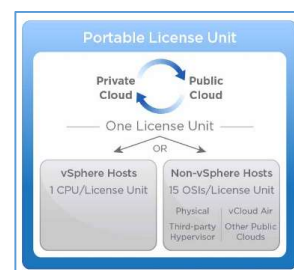 Portable License Unit
Private Cloud
Public Cloud
One License Unit
OR
vSphere Hosts
1 CPU/License Unit
Non-vSphere Hosts
15 OSIs/License Unit
Physical
vCloud Air
Third-party Hypervisor
Other Public Clouds